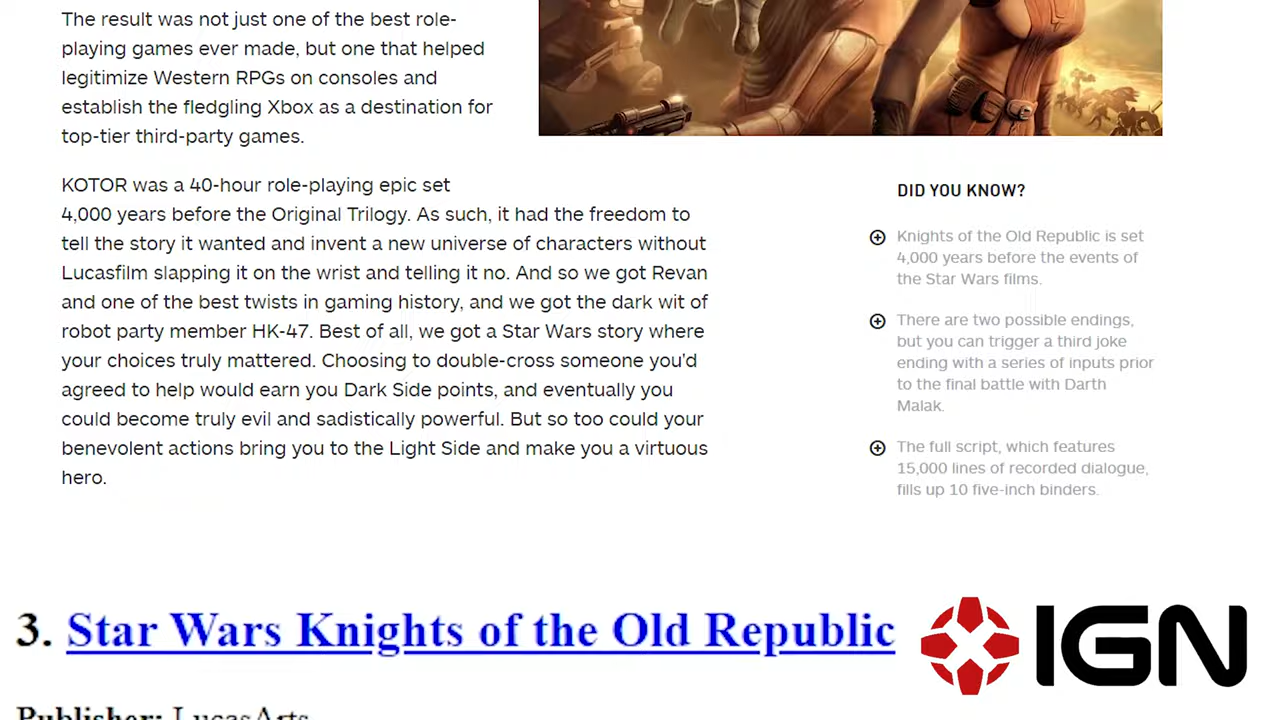 The result was not just one of the best role-
playing games ever made, but one that helped
legitimize Western RPGs on consoles and
establish the fledgling Xbox as a destination for
top-tier third-party games.
KOTOR was a 40-hour role-playing epic set
4,000 years before the Original Trilogy. As such, it had the freedom to
tell the story it wanted and invent a new universe of characters without
Lucasfilm slapping it on the wrist and telling it no. And so we got Revan
and one of the best twists in gaming history, and we got the dark wit of
robot party member HK-47. Best of all, we got a Star Wars story where
your choices truly mattered. Choosing to double-cross someone you'd
agreed to help would earn you Dark Side points, and eventually you
could become truly evil and sadistically powerful. But so too could your
benevolent actions bring you to the Light Side and make you a virtuous
hero.
DID YOU KNOW?
Knights of the Old Republic is set
4,000 years before the events of
the Star Wars films.
There are two possible endings,
but you can trigger a third joke
ending with a series of inputs prior
to the final battle with Darth
Malak.
The full script, which features
15,000 lines of recorded dialogue,
fills up 10 five-inch binders.
3. Star Wars Knights of the Old Republic
IGN
Publisher: LucasArts